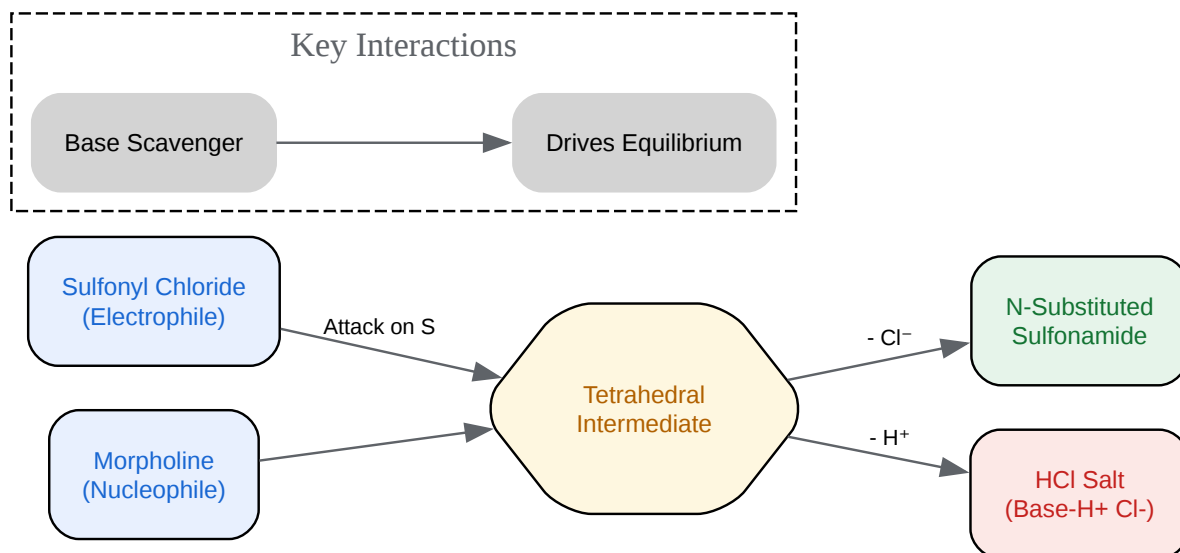 Key Interactions
Base Scavenger
Drives Equilibrium
Sulfonyl Chloride
(Electrophile)
Attack on S
Morpholine
(Nucleophile)
Tetrahedral
Intermediate
- Cl⁻
- H⁺
N-Substituted
Sulfonamide
HCl Salt
(Base-H+ Cl-)